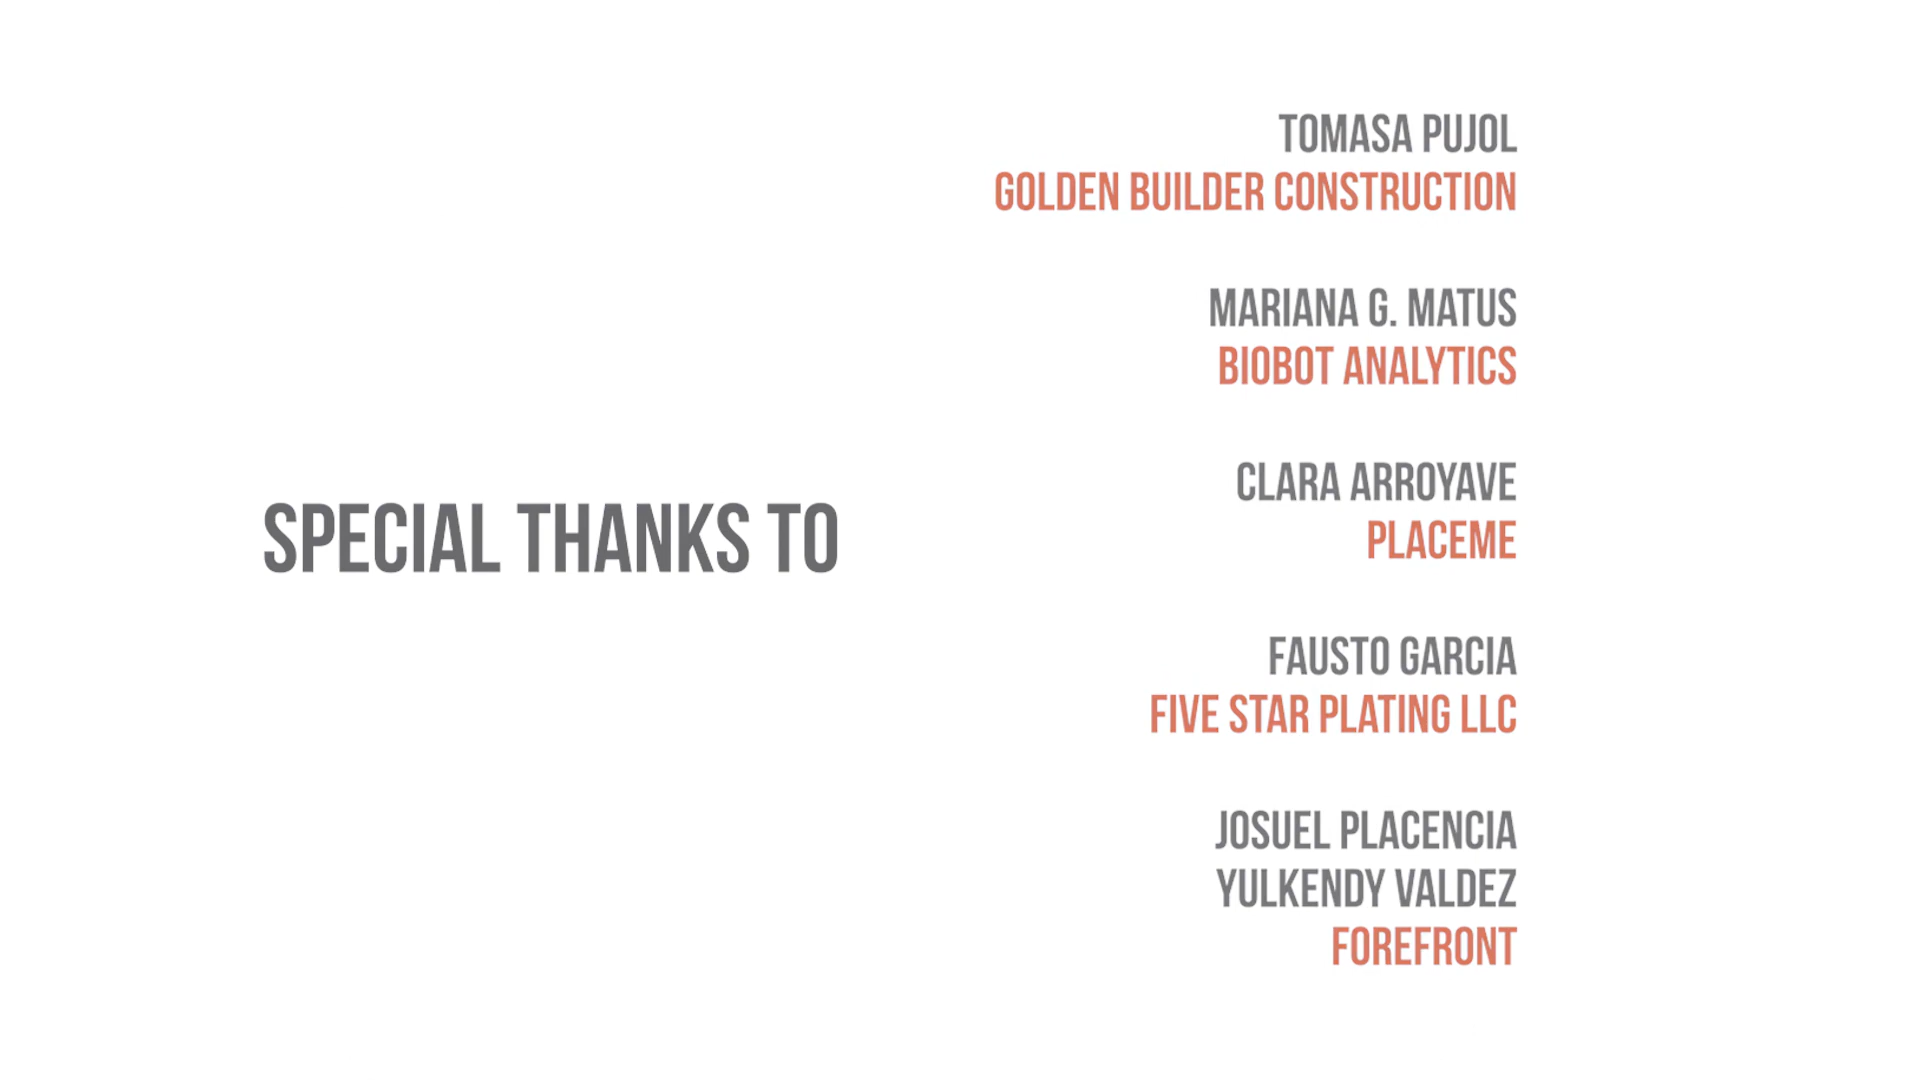 SPECIAL THANKS TO
TOMASA PUJOL
GOLDEN BUILDER CONSTRUCTION
MARIANA G. MATUS
BIOBOT ANALYTICS
CLARA ARROYAVE
PLACEME
FAUSTO GARCIA
FIVE STAR PLATING LLC
JOSUEL PLACENCIA
YULKENDY VALDEZ
FOREFRONT